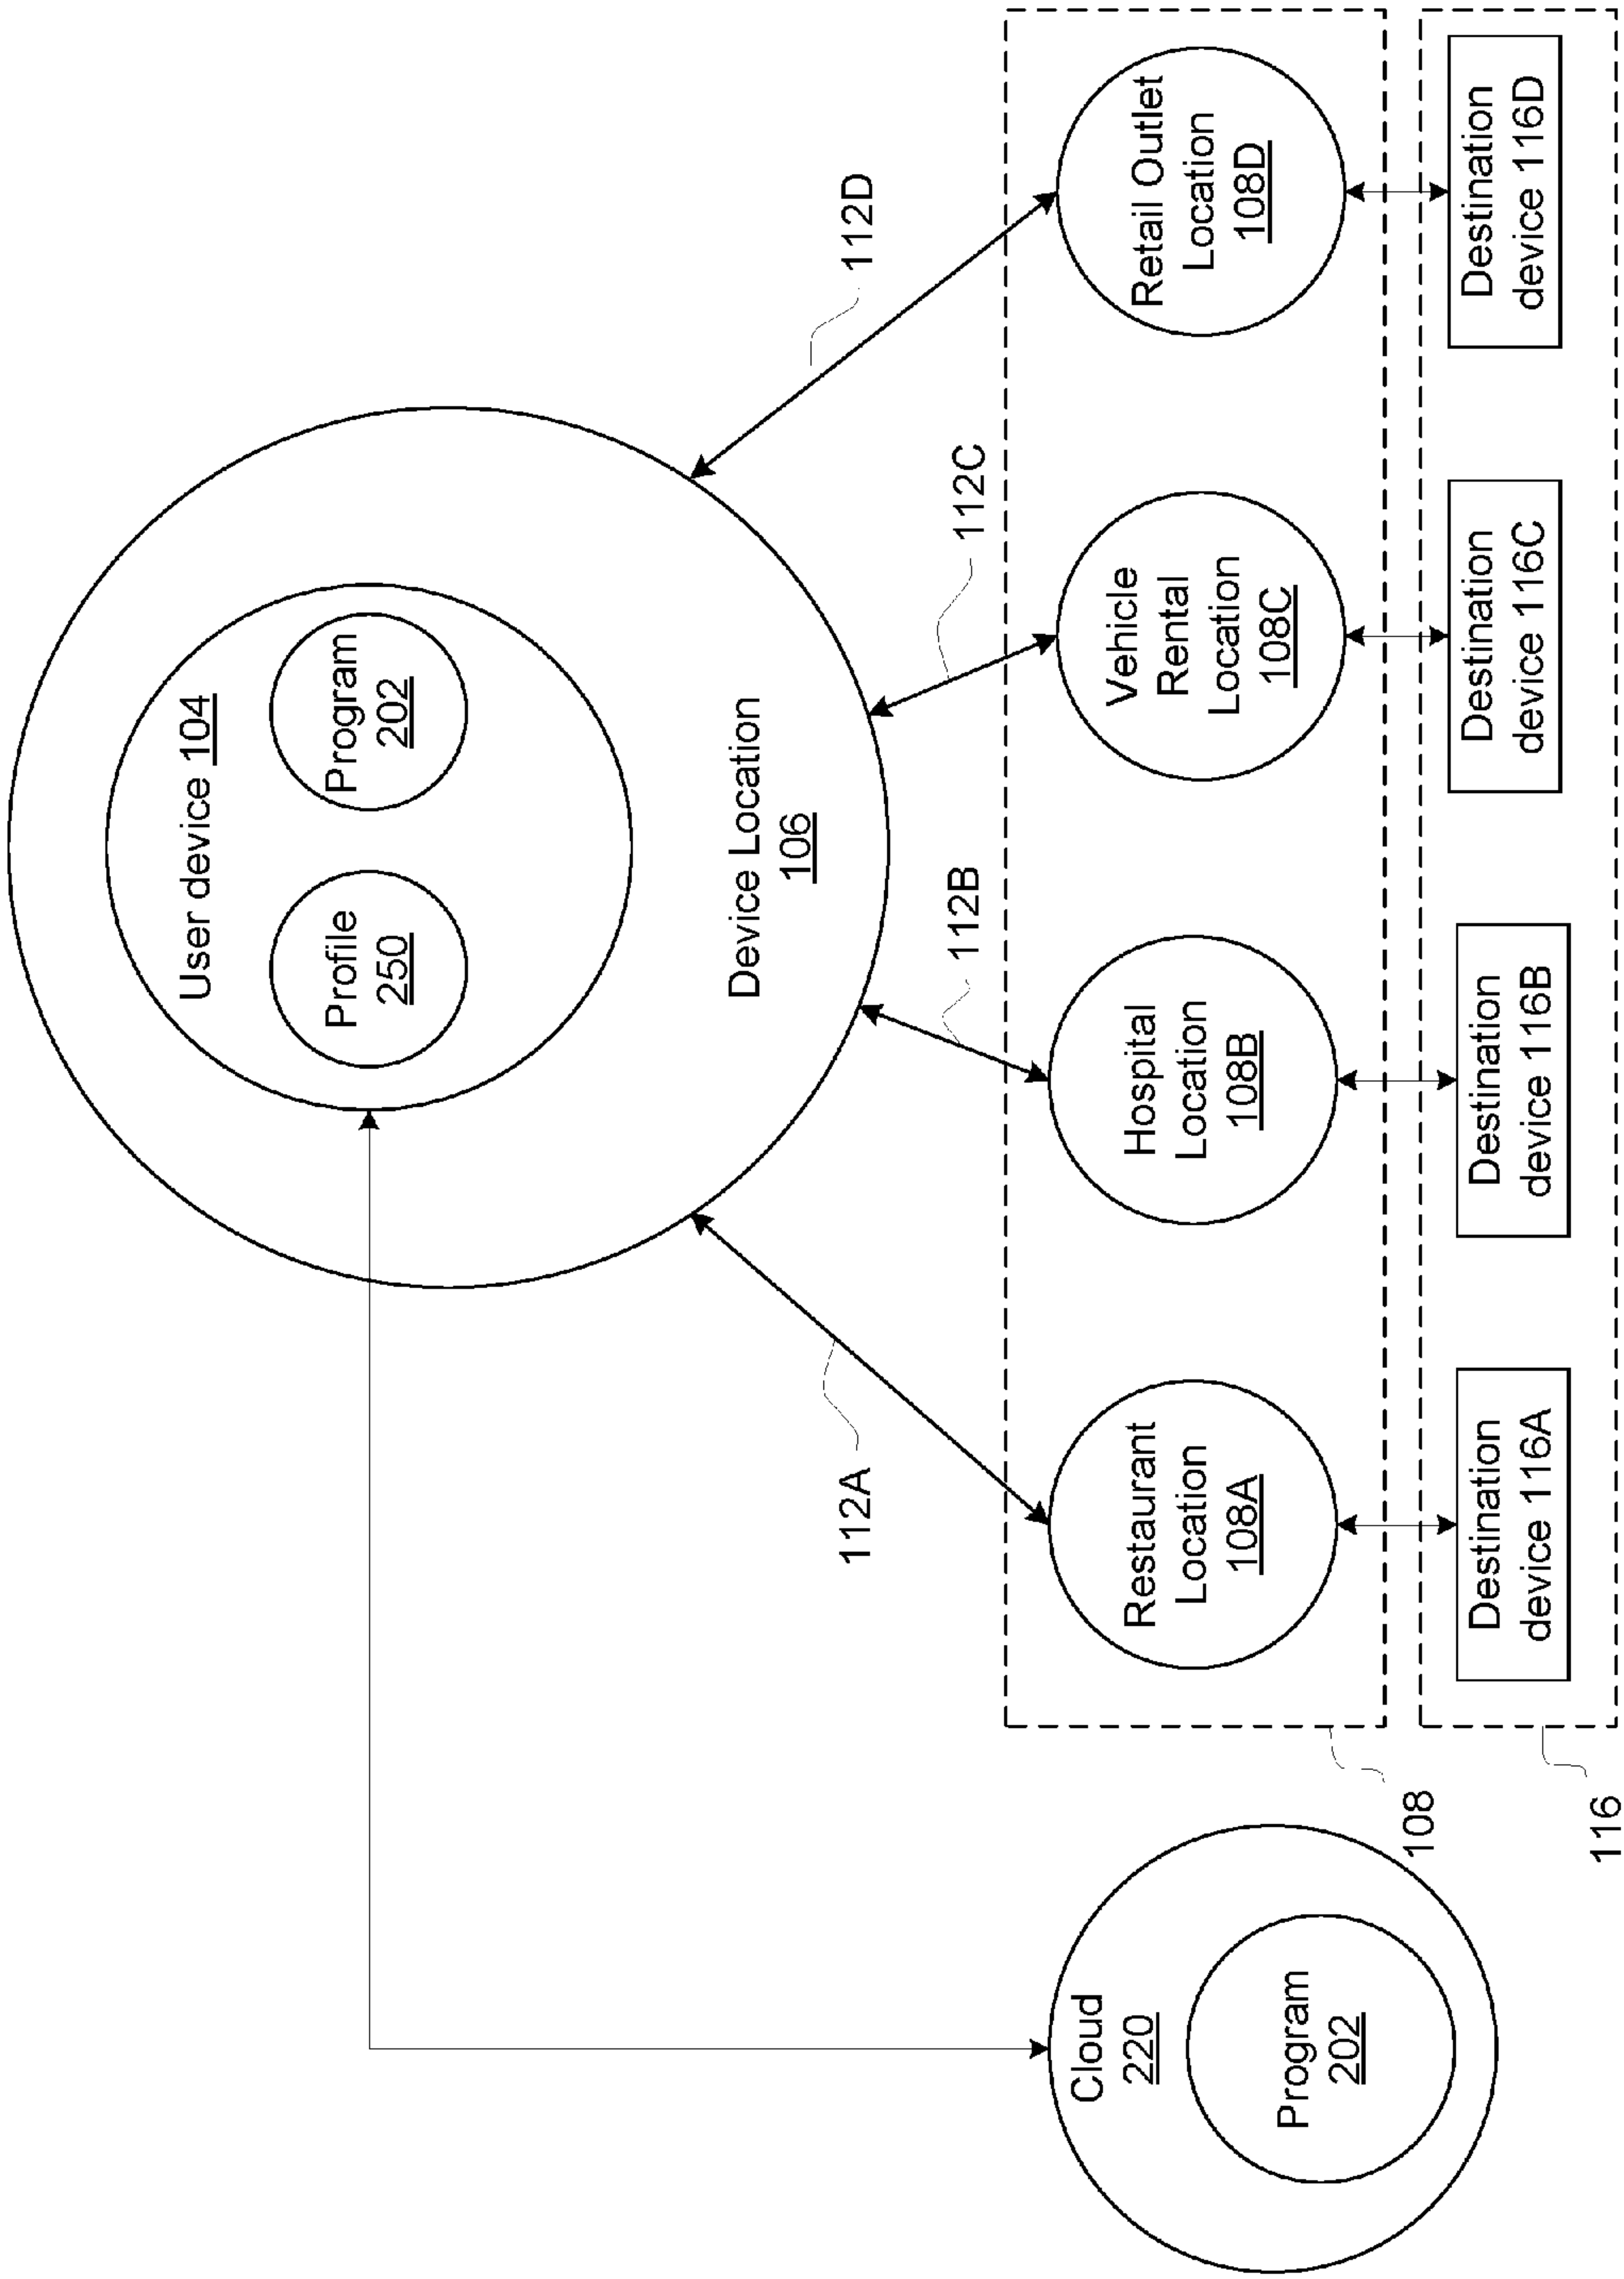 User device 104
Profile
250
Program
202
Device Location
106
112A
112B
112C
112D
Cloud
220
Program
202
Restaurant
Location
108A
Hospital
Location
108B
Vehicle
Rental
Location
108C
Retail Outlet
Location
108D
108
Destination
device 116A
Destination
device 116B
Destination
device 116C
Destination
device 116D
116